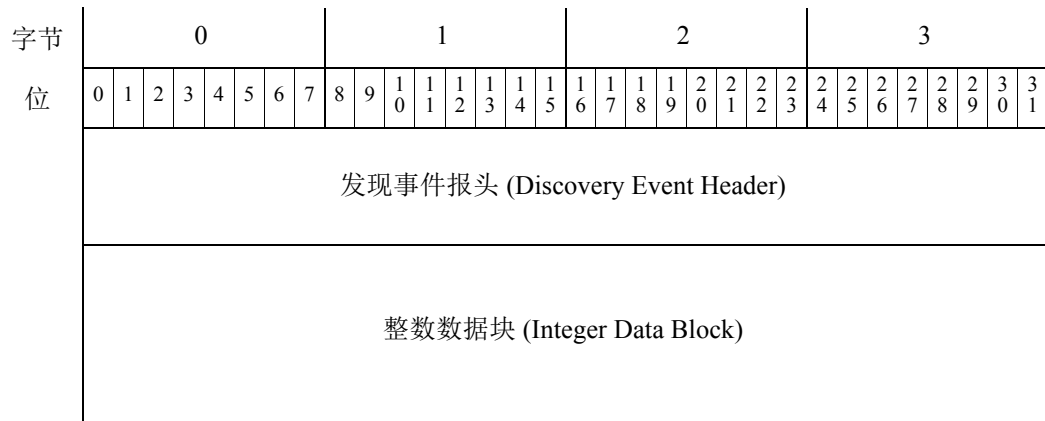 字节 0 1 2 3
位 0 1 2 3 4 5 6 7 8 9 10 11 12 13 14 15 16 17 18 19 20 21 22 23 24 25 26 27 28 29 30 31
发现事件报头 (Discovery Event Header)
整数数据块 (Integer Data Block)